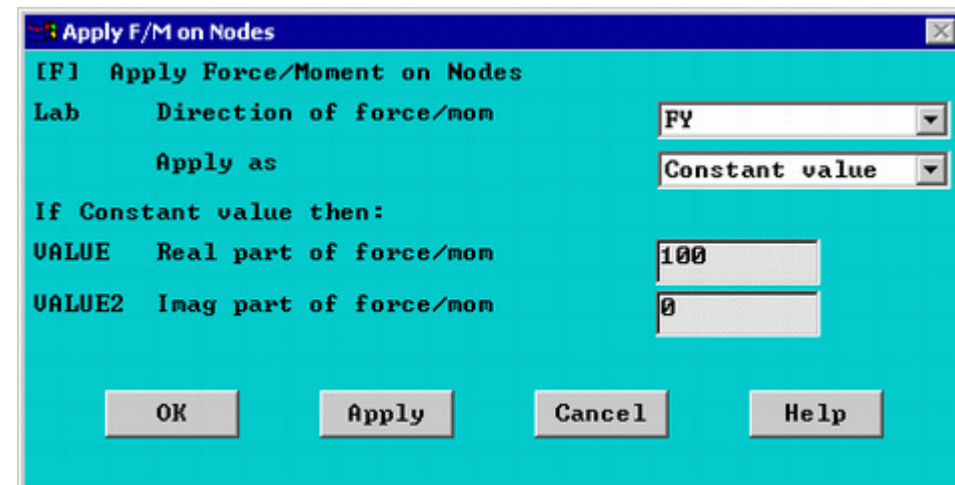 Apply F/M on Nodes
[F] Apply Force/Moment on Nodes
Lab Direction of force/mom FY
Apply as Constant value
If Constant value then:
VALUE Real part of force/mom 100
VALUE2 Imag part of force/mom 0
OK Apply Cancel Help